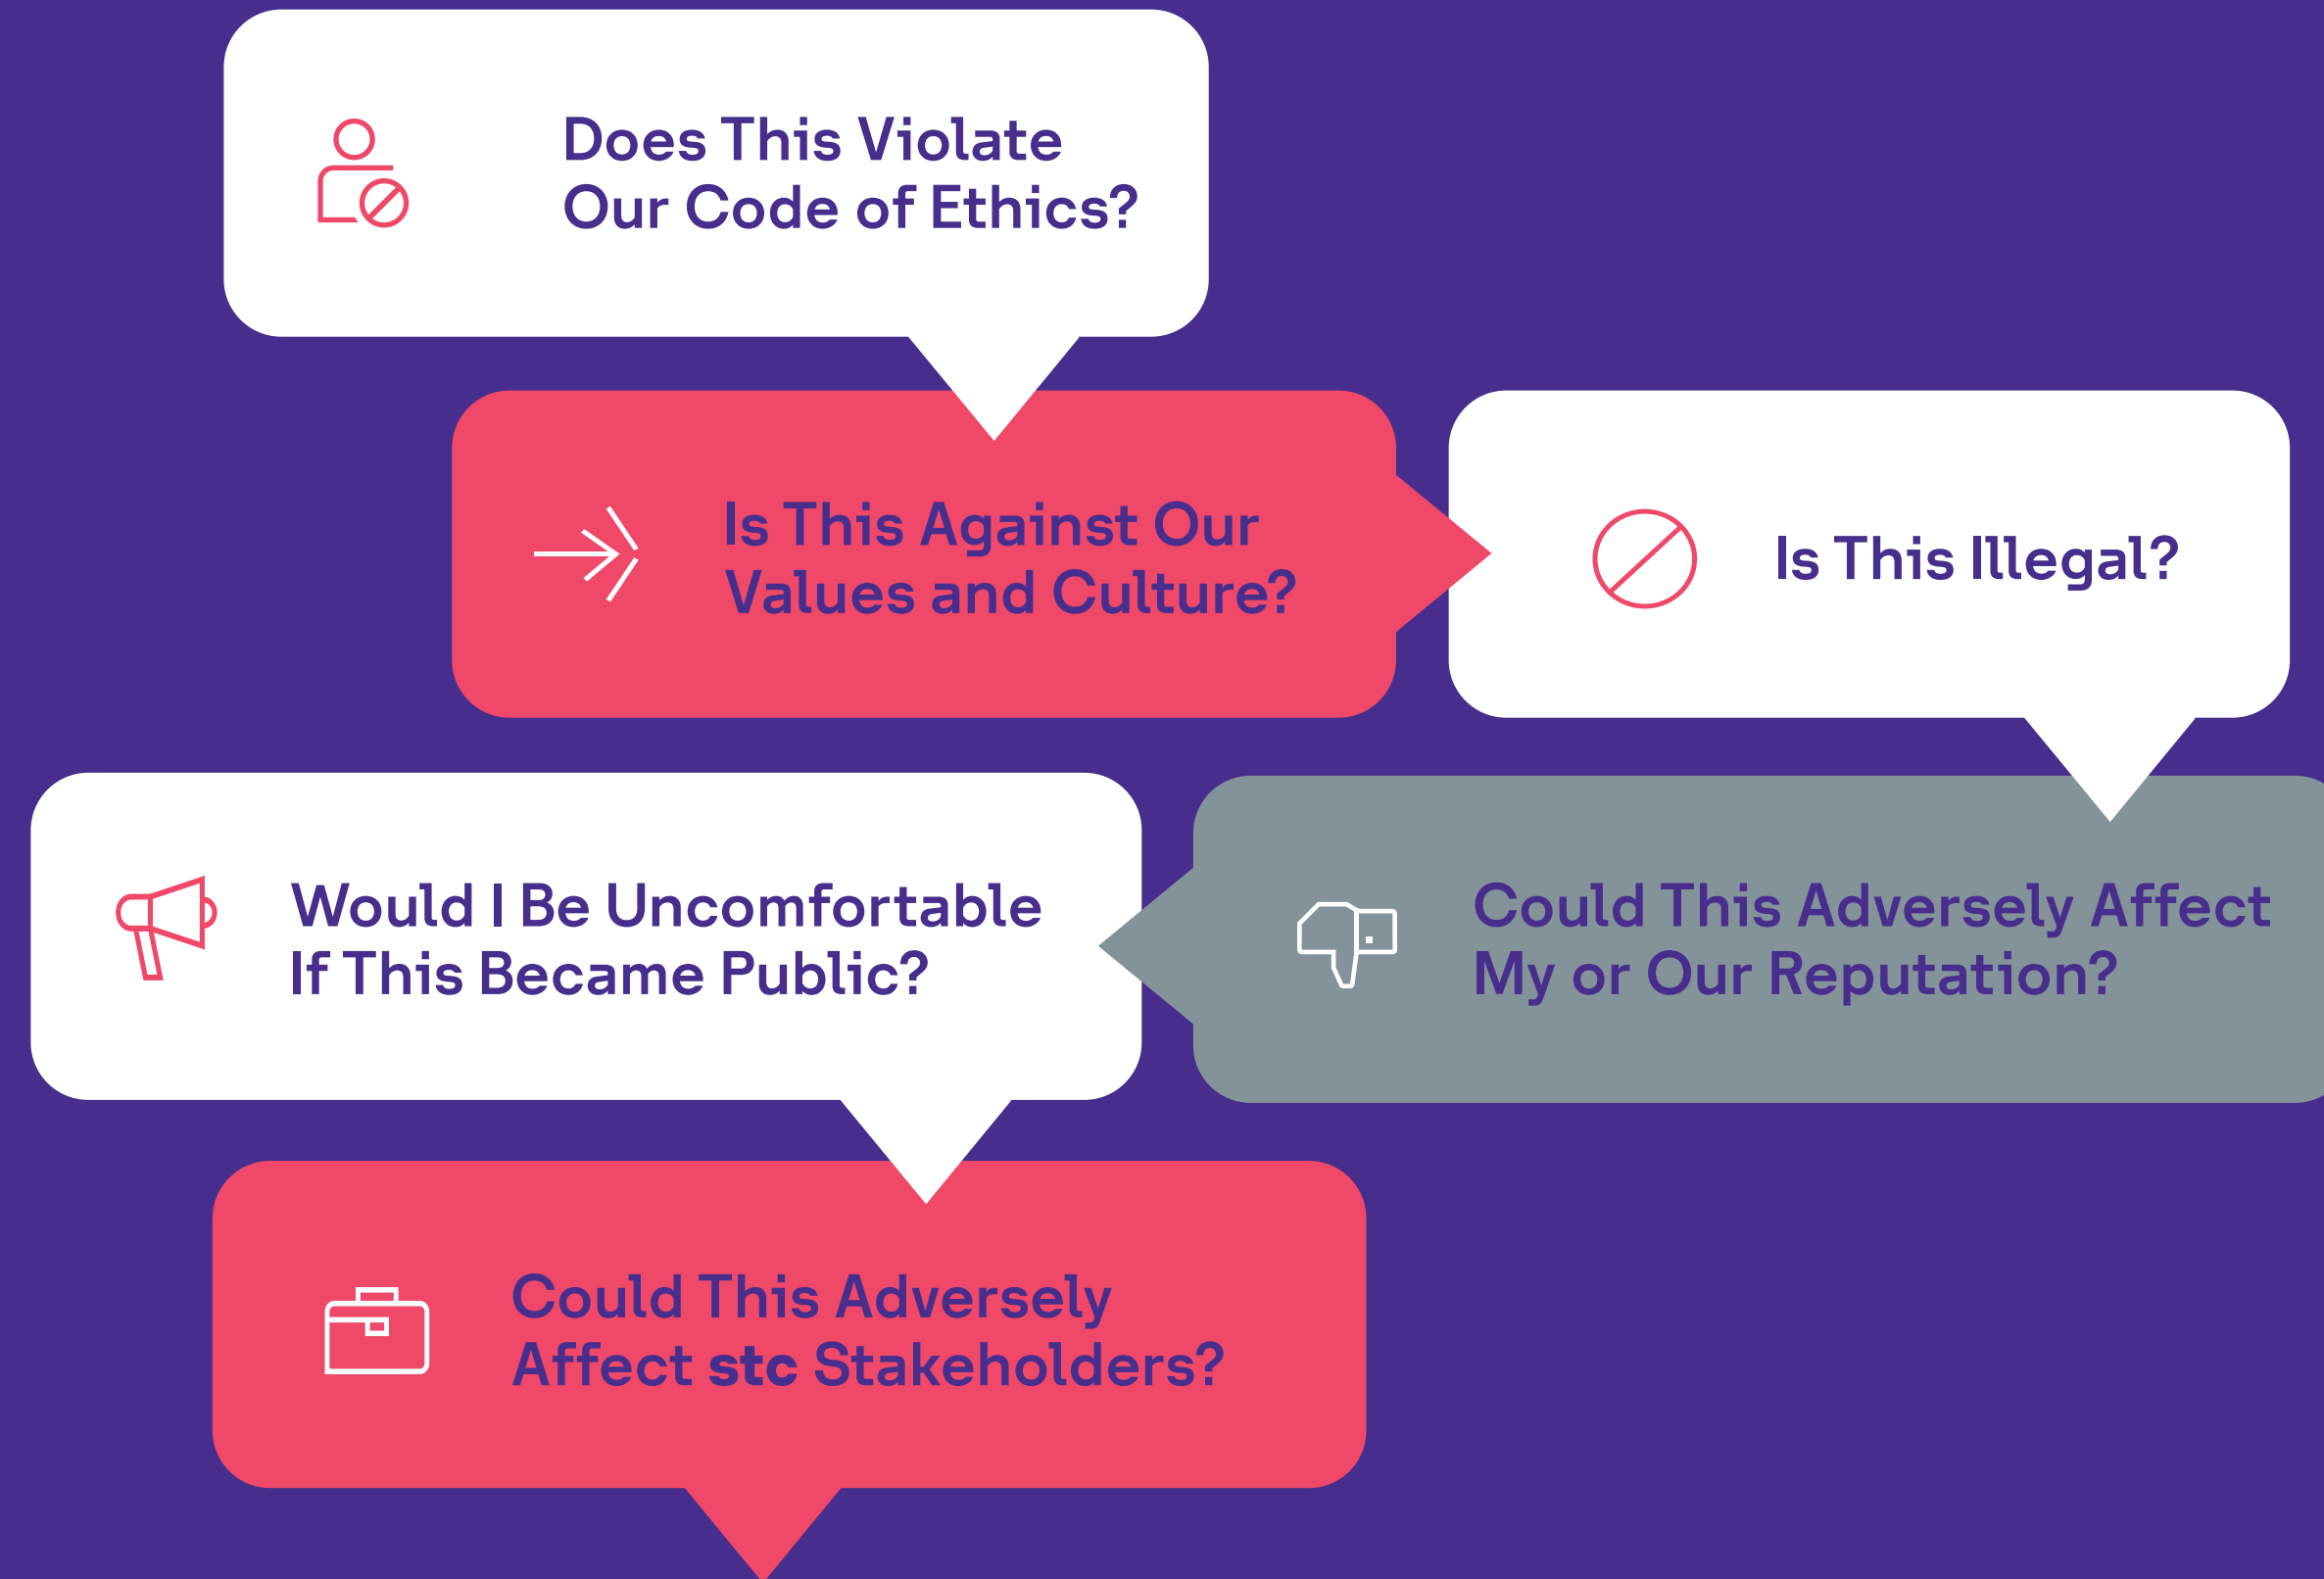 Does This Violate
Our Code of Ethics?
Is This Against Our
Values and Culture?
Is This Illegal?
Could This Adversely Affect
My or Our Reputation?
Would I Be Uncomfortable
If This Became Public?
Could This Adversely
Affect stc Stakeholders?